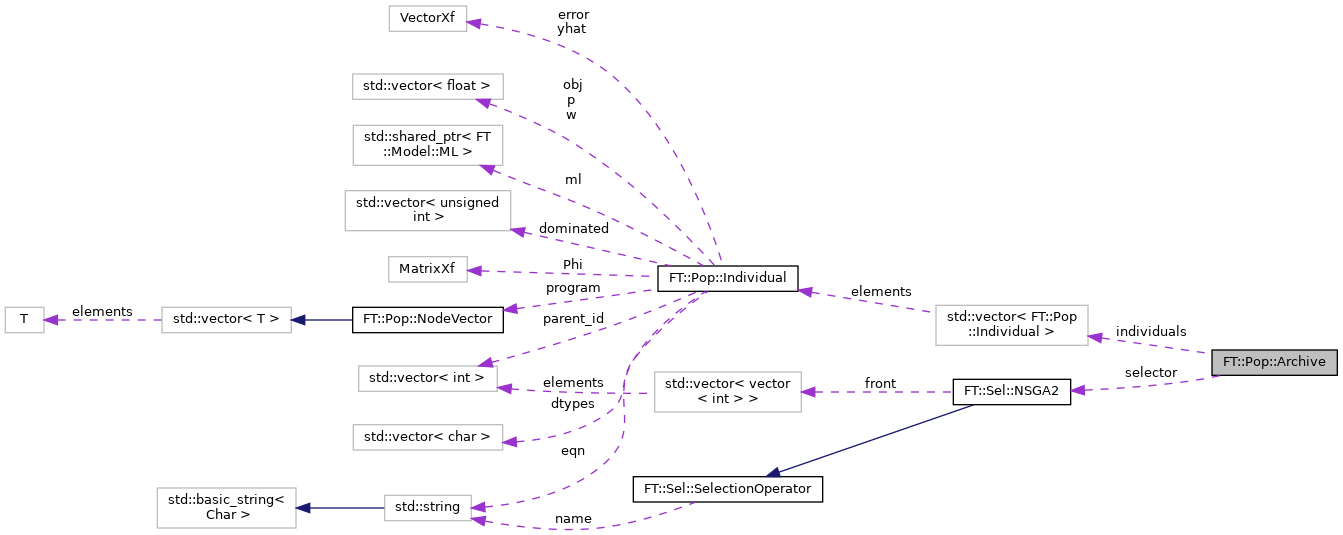 VectorXf
error
yhat
std::vector< float >
obj
p
w
std::shared_ptr< FT
::Model::ML >
ml
std::vector< unsigned
int >
dominated
MatrixXf
Phi
FT::Pop::Individual
program
elements
T
elements
std::vector< T >
FT::Pop::NodeVector
parent_id
std::vector< FT::Pop
::Individual >
individuals
FT::Pop::Archive
selector
std::vector< int >
elements
std::vector< vector
< int > >
front
FT::Sel::NSGA2
dtypes
std::vector< char >
eqn
FT::Sel::SelectionOperator
std::basic_string<
Char >
std::string
name